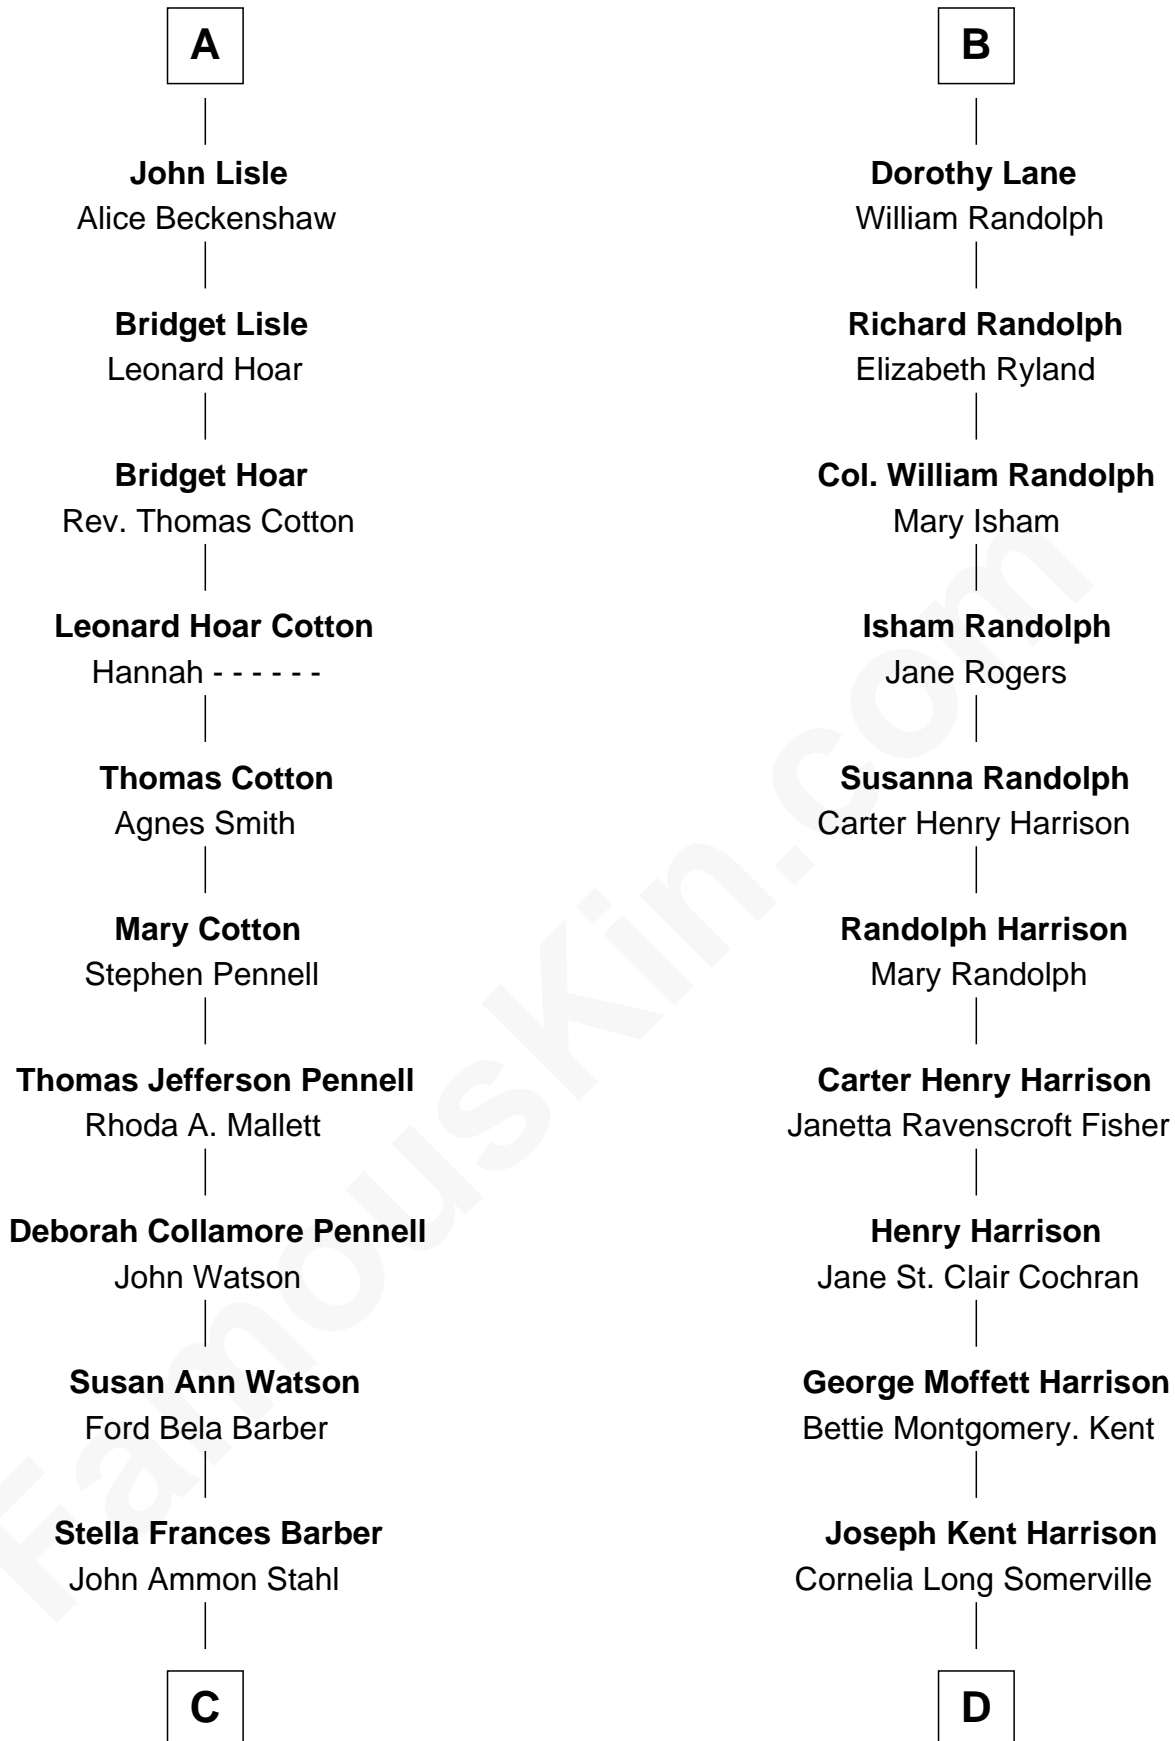 A
John Lisle
Alice Beckenshaw
Bridget Lisle
Leonard Hoar
Bridget Hoar
Rev. Thomas Cotton
Leonard Hoar Cotton
Hannah - - - - - -
Thomas Cotton
Agnes Smith
Mary Cotton
Stephen Pennell
Thomas Jefferson Pennell
Rhoda A. Mallett
Deborah Collamore Pennell
John Watson
Susan Ann Watson
Ford Bela Barber
Stella Frances Barber
John Ammon Stahl
C
B
Dorothy Lane
William Randolph
Richard Randolph
Elizabeth Ryland
Col. William Randolph
Mary Isham
Isham Randolph
Jane Rogers
Susanna Randolph
Carter Henry Harrison
Randolph Harrison
Mary Randolph
Carter Henry Harrison
Janetta Ravenscroft Fisher
Henry Harrison
Jane St. Clair Cochran
George Moffett Harrison
Bettie Montgomery. Kent
Joseph Kent Harrison
Cornelia Long Somerville
D
FamousKin.com